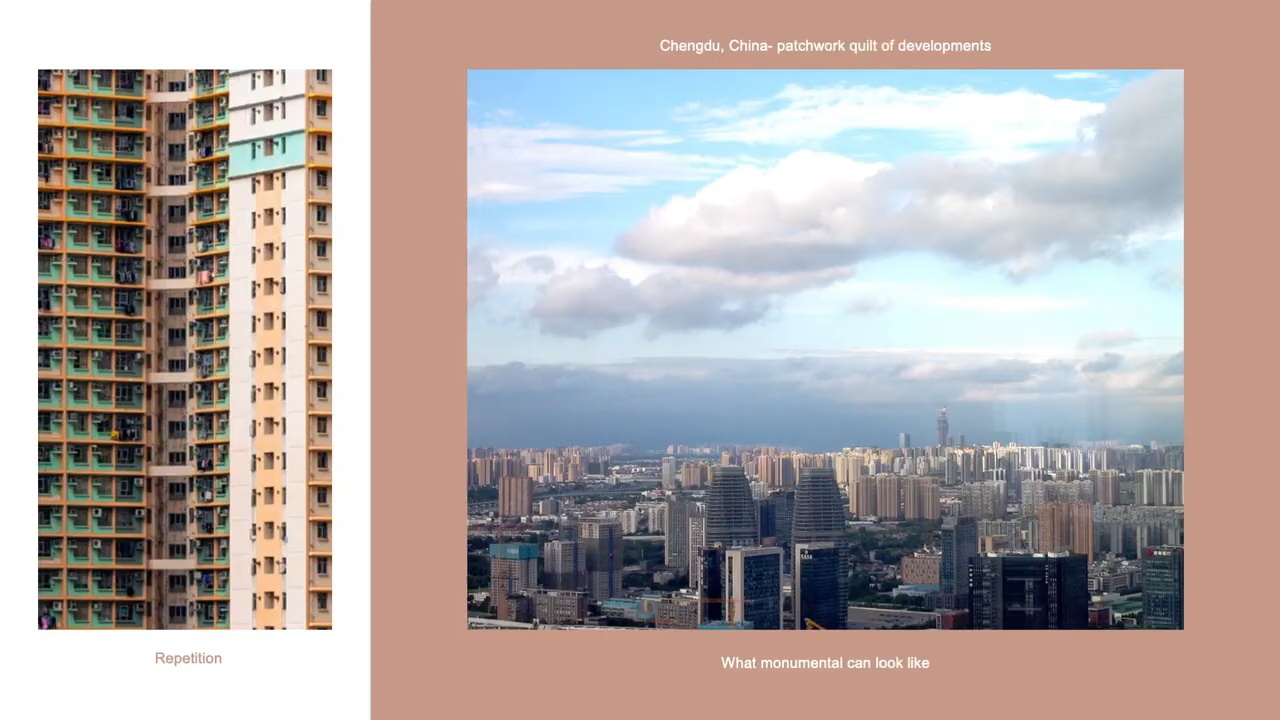 Chengdu, China- patchwork quilt of developments
Repetition
What monumental can look like